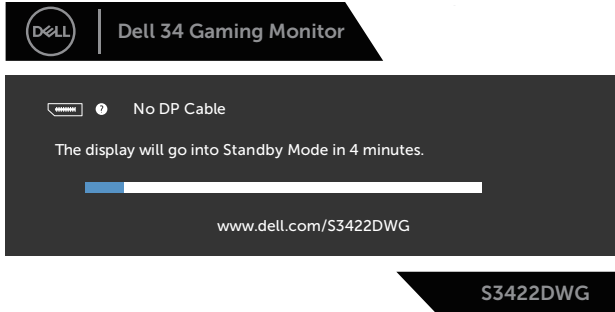 DELL
Dell 34 Gaming Monitor
? No DP Cable
The display will go into Standby Mode in 4 minutes.
www.dell.com/S3422DWG
S3422DWG